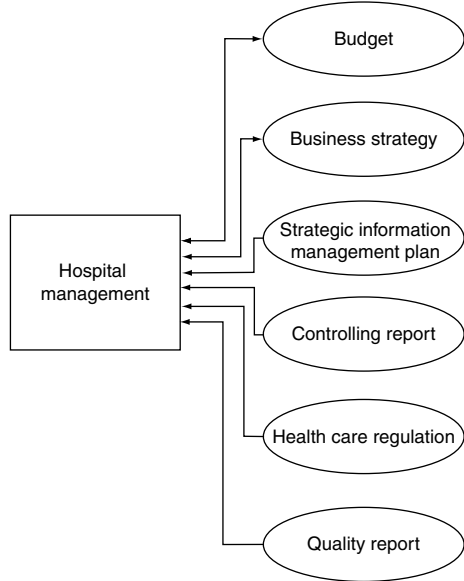 Budget
Business strategy
Strategic information
management plan
Hospital
management
Controlling report
Health care regulation
Quality report